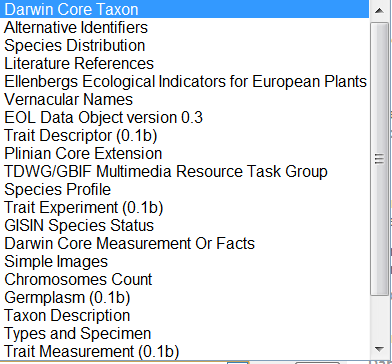 Darwin Core Taxon
Alternative Identifiers
Species Distribution
Literature References
Ellenbergs Ecological Indicators for European Plants
Vernacular Names
EOL Data Object version 0.3
Trait Descriptor (0.1b)
Plinian Core Extension
TDWG/GBIF Multimedia Resource Task Group
Species Profile
Trait Experiment (0.1b)
GISIN Species Status
Darwin Core Measurement Or Facts
Simple Images
Chromosomes Count
Germplasm (0.1b)
Taxon Description
Types and Specimen
Trait Measurement (0.1b)